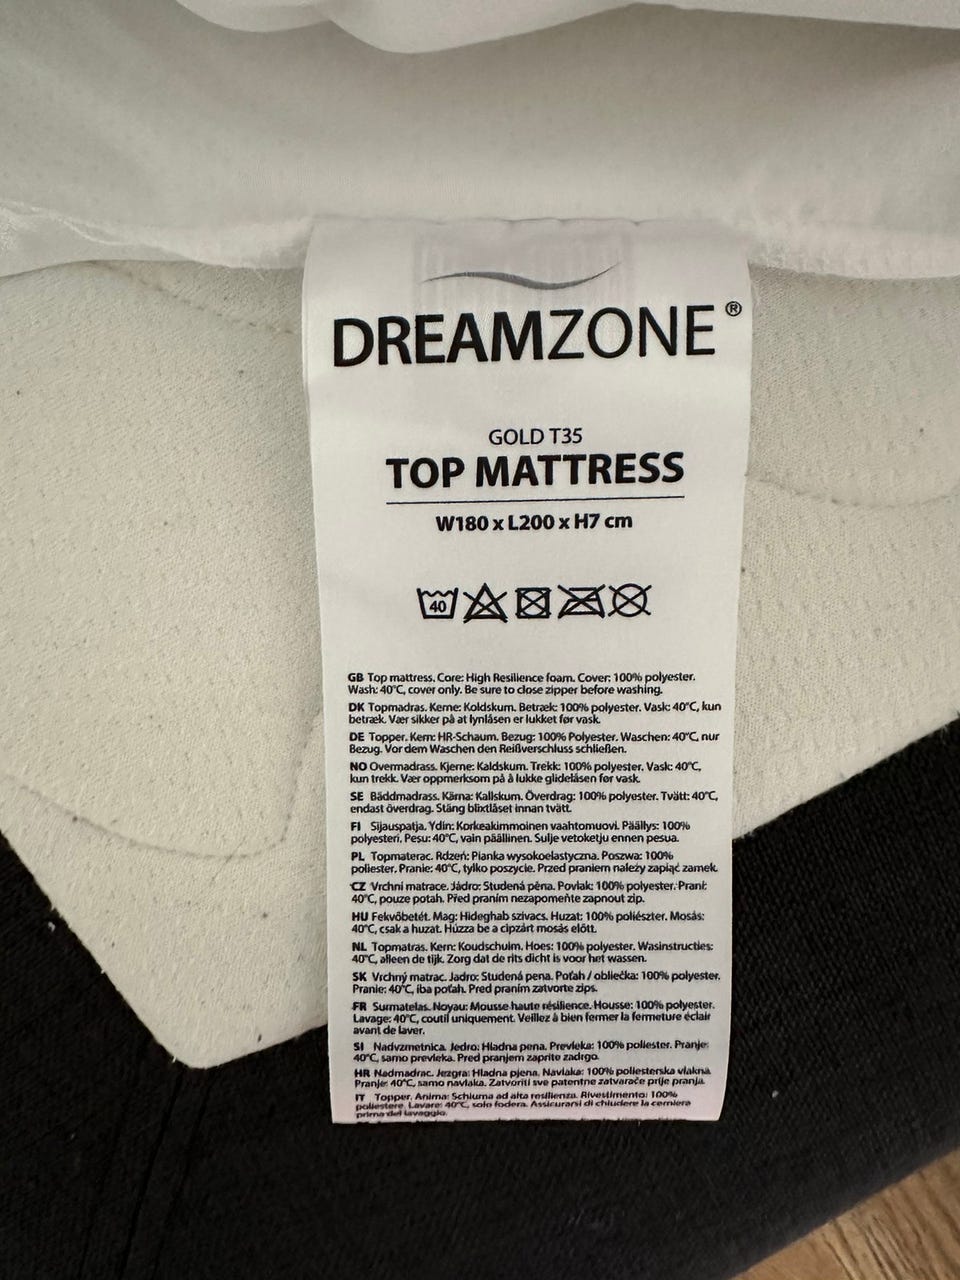 DREAMZONE®
GOLD T35
TOP MATTRESS
W180 x L200 x H7 cm
40
GB Top mattress. Core: High Resilience foam. Cover: 100% polyester.
Wash: 40°C, cover only. Be sure to close zipper before washing.
DK Topmadras. Kerne: Koldskum. Betræk: 100% polyester. Vask: 40°C, kun
betræk. Vær sikker på at lynlåsen er lukket før vask.
DE Topper. Kern: HR-Schaum. Bezug: 100% Polyester. Waschen: 40°C, nur
Bezug. Vor dem Waschen den Reißverschluss schließen.
NO Overmadrass. Kjerne: Kaldskum. Trekk: 100% polyester. Vask: 40°C,
kun trekk. Vær oppmerksom på å lukke glidelåsen før vask.
SE Bäddmadrass. Kärna: Kallskum. Överdrag: 100% polyester. Tvätt: 40°C,
endast överdrag. Stäng blixtlåset innan tvätt.
FI Sijauspatja. Ydin: Korkeakimmoinen vaahtomuovi. Päällys: 100%
polyesteri. Pesu: 40°C, vain päällinen. Sulje vetoketju ennen pesua.
PL Topmaterac. Rdzeń: Pianka wysokoelastyczna. Poszwa: 100%
poliester. Pranie: 40°C, tylko poszycie. Przed praniem należy zapiąć zamek.
CZ Vrchní matrace. Jádro: Studená pěna. Povlak: 100% polyester. Praní:
40°C, pouze potah. Před praním nezapomeňte zapnout zip.
HU Fekvőbetét. Mag: Hideghab szivacs. Huzat: 100% poliészter. Mosás:
40°C, csak a huzat. Húzza be a cipzárt mosás előtt.
NL Topmatras. Kern: Koudschuim. Hoes: 100% polyester. Wasinstructies:
40°C, alleen de tijk. Zorg dat de rits dicht is voor het wassen.
SK Vrchný matrac. Jadro: Studená pena. Poťah / obliečka: 100% polyester.
Pranie: 40°C, iba poťah. Pred praním zatvorte zips.
FR Surmatelas. Noyau: Mousse haute résilience. Housse: 100% polyester.
Lavage: 40°C, coutil uniquement. Veillez à bien fermer la fermeture éclair
avant de laver.
SI Nadvzmetnica. Jedro: Hladna pena. Prevleka: 100% poliester. Pranje:
40°C, samo prevleka. Pred pranjem zaprite zadrgo.
HR Nadmadrac. Jezgra: Hladna pjena. Navlaka: 100% poliesterska vlakna.
Pranje: 40°C, samo navlaka. Zatvoriti sve patentne zatvarače prije pranja.
IT Topper. Anima: Schiuma ad alta resilienza. Rivestimento: 100%
poliestere. Lavare: 40°C, solo fodera. Assicurarsi di chiudere la cerniera
prima del lavaggio.